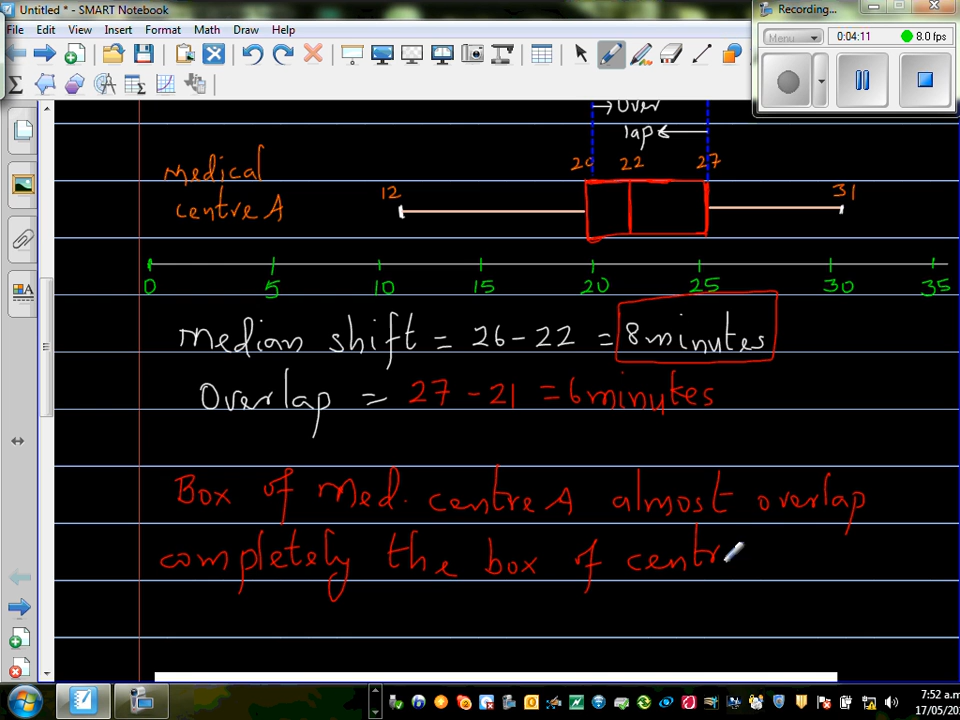 Untitled * - SMART Notebook
File Edit View Insert Format Math Draw Help
Recording...
Menu 0:04:11 8.0 fps
→ Over
lap ←
medical
centre A
12 20 22 27 31
0 5 10 15 20 25 30 35
Median shift = 26 - 22 = 8 minutes
Overlap = 27 - 21 = 6 minutes
Box of Med. centre A almost overlap
completely the box of centr
7:52 a.m
17/05/20